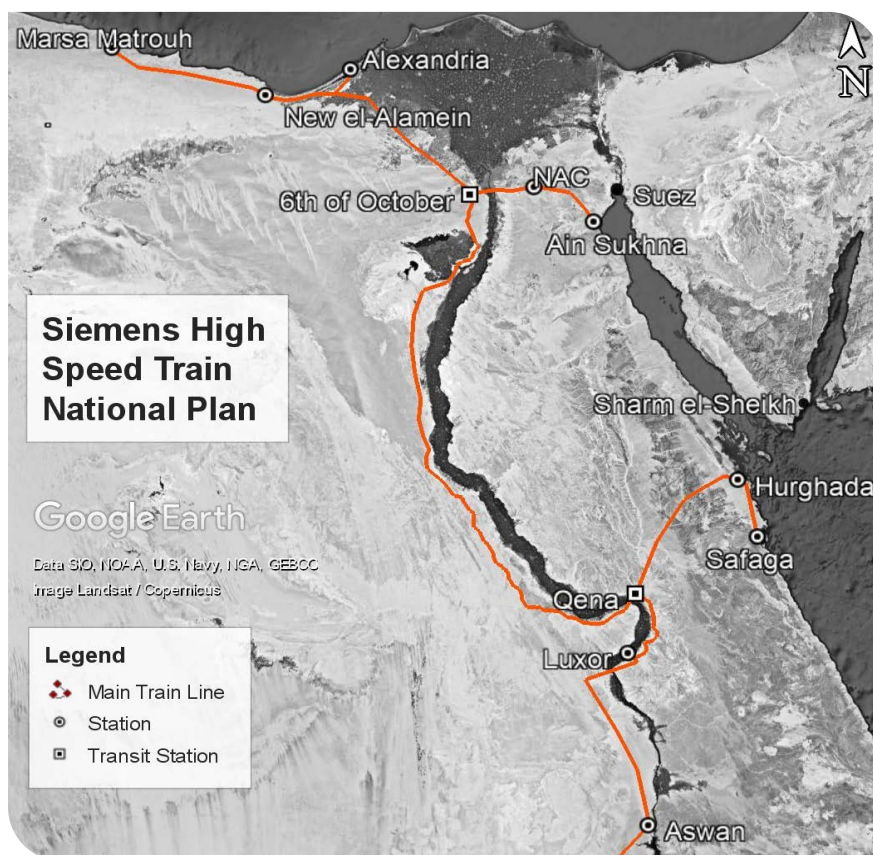 Marsa Matrouh
Alexandria
N
New el-Alamein
NAC
6th of October
Suez
Ain Sukhna
Siemens High
Speed Train
National Plan
Sharm el-Sheikh
Hurghada
Google Earth
Data SIO, NOAA, U.S. Navy, NGA, GEBCO
Image Landsat / Copernicus
Safaga
Qena
Luxor
Legend
Main Train Line
Station
Transit Station
Aswan